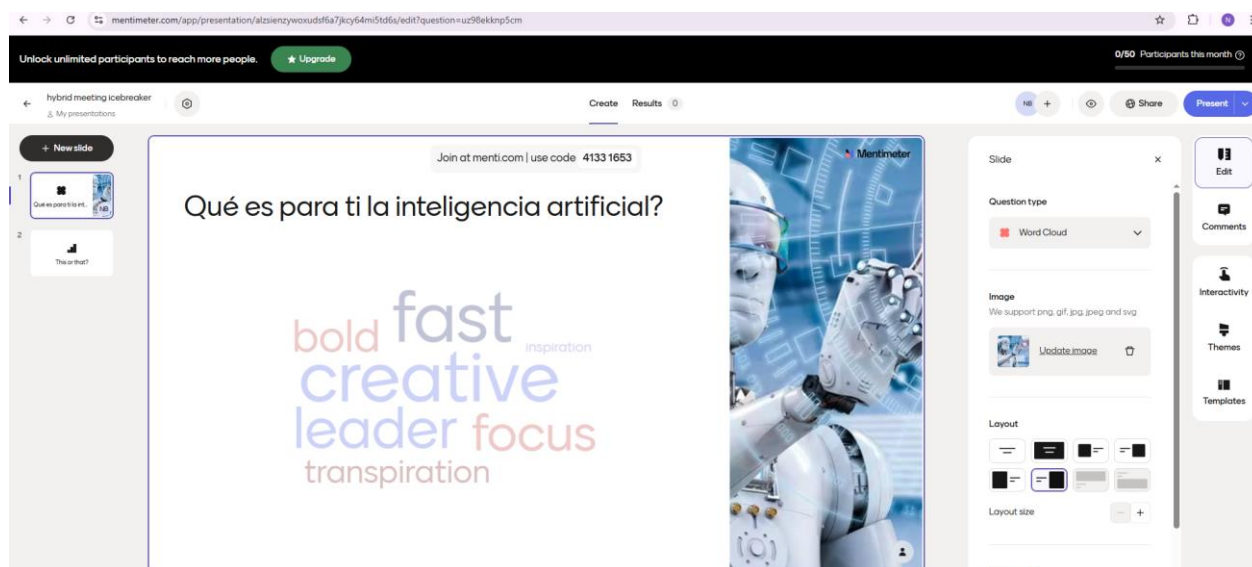 mentimeter.com/app/presentation/alzsienzywoxudsf6a7jkcy64mi5td6s/edit?question=uz98ekknp5cm
N
Unlock unlimited participants to reach more people.
★ Upgrade
0/50 Participants this month
hybrid meeting icebreaker
My presentations
Create Results 0
NB + Share Present
+ New slide
1
Qué es para ti la int...
NB
2
This or that?
Join at menti.com | use code 4133 1653
Mentimeter
Qué es para ti la inteligencia artificial?
fast
bold
inspiration
creative
leader focus
transpiration
Slide
Question type
Word Cloud
Image
We support png, gif, jpg, jpeg and svg
Update image
Layout
Layout size
Edit
Comments
Interactivity
Themes
Templates